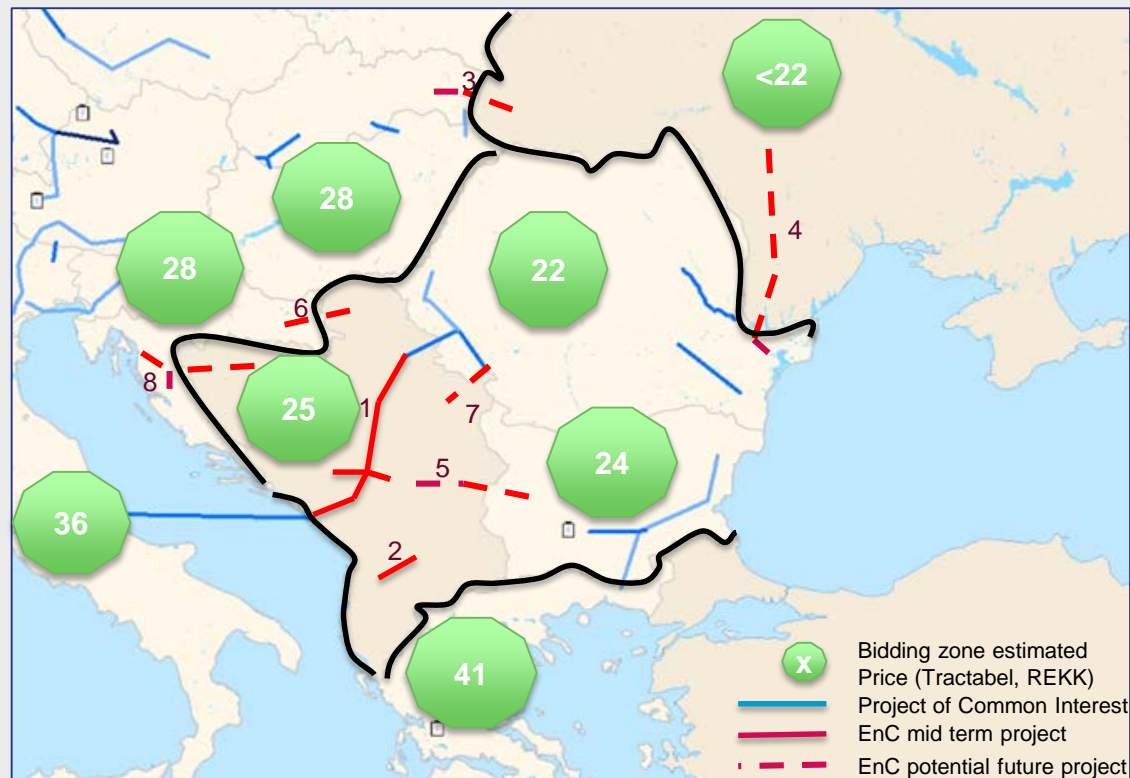 <22
3
28
4
28
22
6
8
25
1
7
24
5
36
2
41
x
Bidding zone estimated
Price (Tractabel, REKK)
Project of Common Interest
EnC mid term project
EnC potential future project